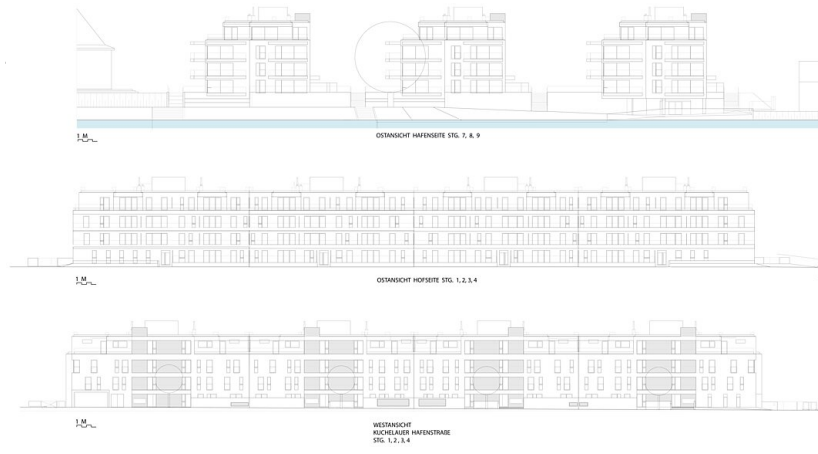 1 M
OSTANSICHT HAFENSEITE STG. 7, 8, 9
1 M
OSTANSICHT HOFSEITE STG. 1, 2, 3, 4
1 M
WESTANSICHT
KUCHELAUER HAFENSTRAßE
STG. 1, 2, 3, 4